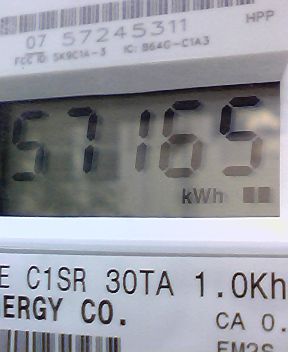 HPP
07 57245311
FCC ID: SK9C1A-3 IC: 864G-C1A3
57165
kWh
E C1SR 30TA 1.0Kh
ERGY CO.
CA 0.
FM2S